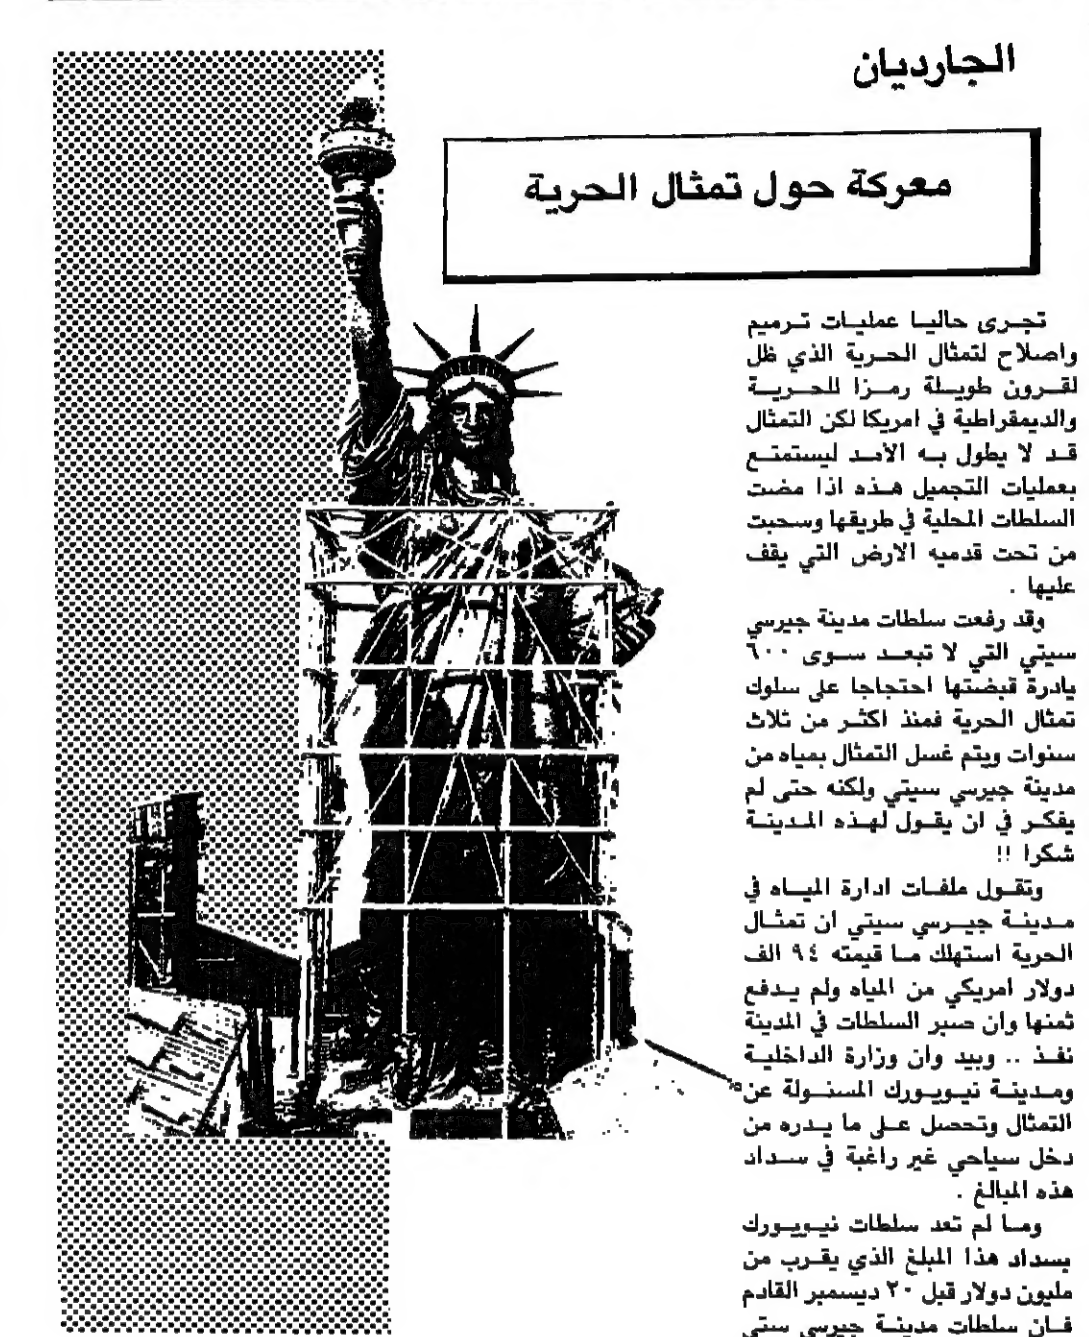 الجارديان
معركة حول تمثال الحرية
تجرى حاليا عمليات ترميم
واصلاح لتمثال الحرية الذي ظل
لقرون طويلة رمزا للحرية
والديمقراطية في امريكا لكن التمثال
قد لا يطول به الأمد ليستمتع
بعمليات التجميل هذه اذا مضت
السلطات المحلية في طريقها وسحبت
من تحت قدميه الارض التي يقف
عليها .
وقد رفعت سلطات مدينة جيرسي
سيتي التي لا تبعد سوى ٦٠٠
ياردة قبضتها احتجاجا على سلوك
تمثال الحرية فمنذ اكثر من ثلاث
سنوات ويتم غسل التمثال بمياه من
مدينة جيرسي سيتي ولكنه حتى لم
يفكر في ان يقول لهذه المدينة
شكرا !!
وتقول ملفات ادارة المياه في
مدينة جيرسي سيتي ان تمثال
الحرية استهلك ما قيمته ٩٤ الف
دولار امريكي من المياه ولم يدفع
ثمنها وان صبر السلطات في المدينة
نفذ .. وبيد وان وزارة الداخلية
ومدينة نيويورك المسئولة عن
التمثال وتحصل على ما يدره من
دخل سياحي غير راغبة في سداد
هذه المبالغ .
وما لم تعد سلطات نيويورك
بسداد هذا المبلغ الذي يقرب من
مليون دولار قبل ٢٠ ديسمبر القادم
فان سلطات مدينة جيرسي ستي